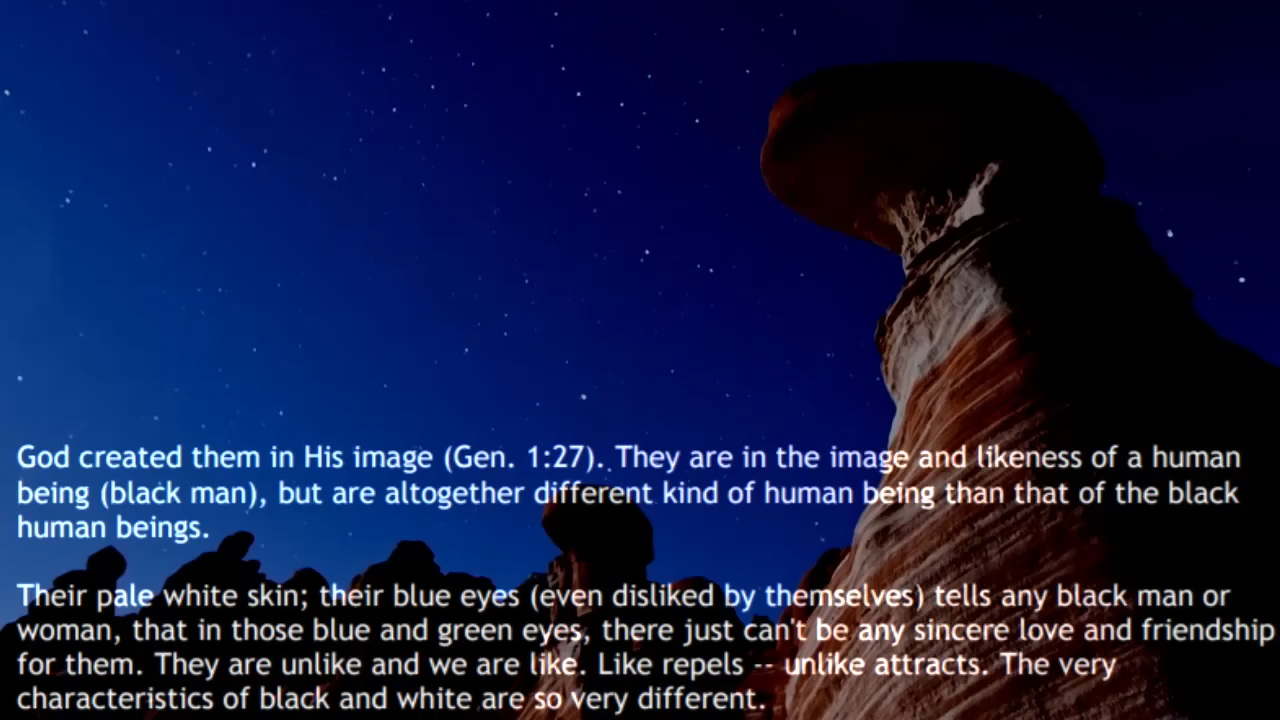 God created them in His image (Gen. 1:27). They are in the image and likeness of a human
being (black man), but are altogether different kind of human being than that of the black
human beings.
Their pale white skin; their blue eyes (even disliked by themselves) tells any black man or
woman, that in those blue and green eyes, there just can't be any sincere love and friendship
for them. They are unlike and we are like. Like repels -- unlike attracts. The very
characteristics of black and white are so very different.